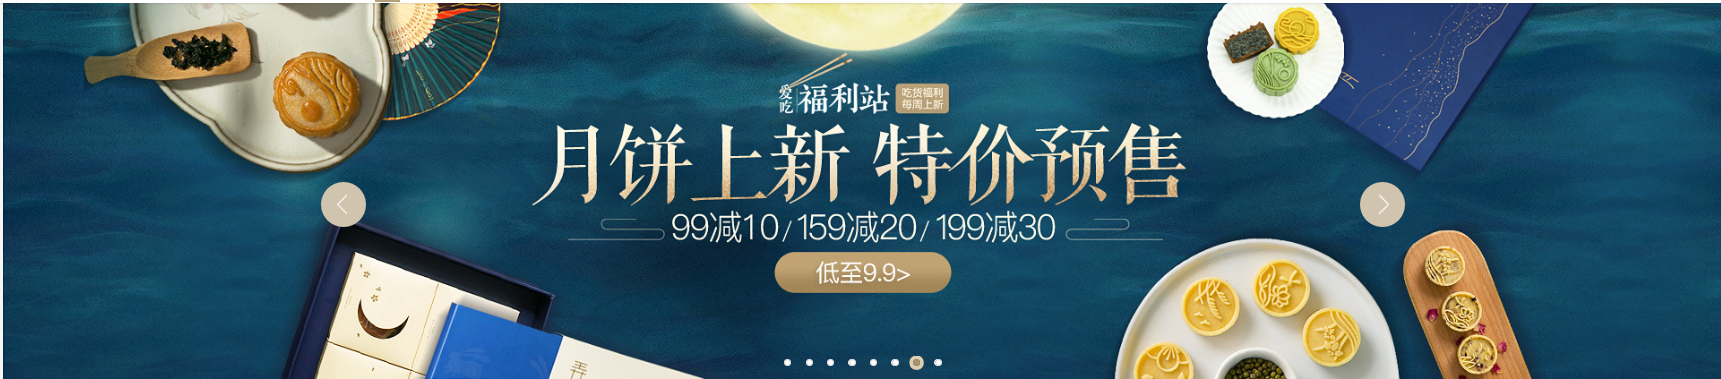 爱吃 福利站 吃货福利
每周上新
月饼上新 特价预售
99减10/159减20/199减30
低至9.9>
弄